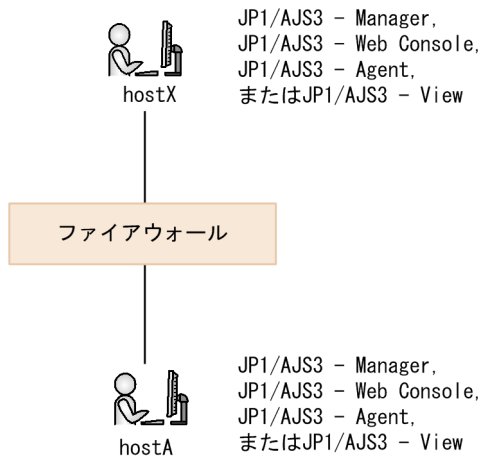 JP1/AJS3 - Manager,
JP1/AJS3 - Web Console,
JP1/AJS3 - Agent,
またはJP1/AJS3 - View
hostX
ファイアウォール
JP1/AJS3 - Manager,
JP1/AJS3 - Web Console,
JP1/AJS3 - Agent,
またはJP1/AJS3 - View
hostA